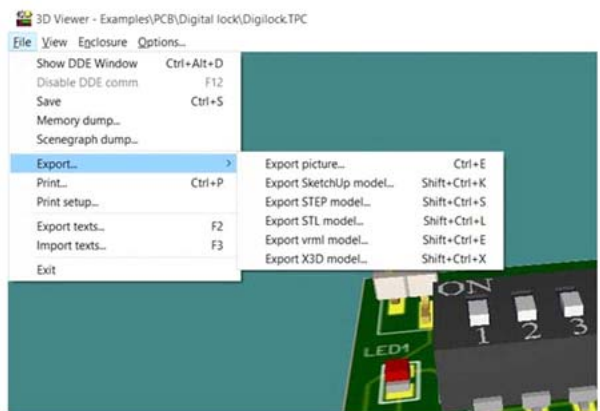 3D Viewer - Examples\PCB\Digital lock\Digilock.TPC
File View Enclosure Options...
Show DDE Window Ctrl+Alt+D
Disable DDE comm F12
Save Ctrl+S
Memory dump...
Scenegraph dump...
Export... >
Print... Ctrl+P
Print setup...
Export texts... F2
Import texts... F3
Exit
Export picture... Ctrl+E
Export SketchUp model... Shift+Ctrl+K
Export STEP model... Shift+Ctrl+S
Export STL model... Shift+Ctrl+L
Export vrml model... Shift+Ctrl+E
Export X3D model... Shift+Ctrl+X
ON
1 2 3
LED1